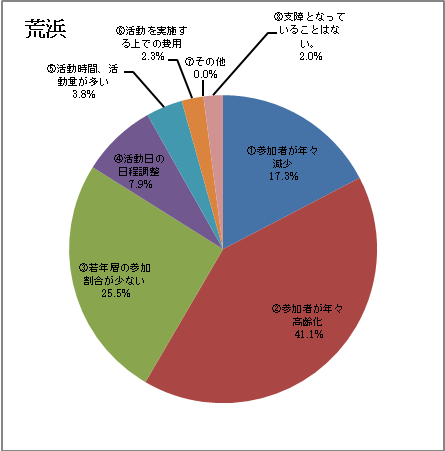 荒浜
①参加者が年々
減少
17.3%
②参加者が年々
高齢化
41.1%
③若年層の参加
割合が少ない
25.5%
④活動日の
日程調整
7.9%
⑤活動時間、活
動量が多い
3.8%
⑥活動を実施す
る上での費用
2.3%
⑦その他
0.0%
⑧支障となって
いることはな
い。
2.0%